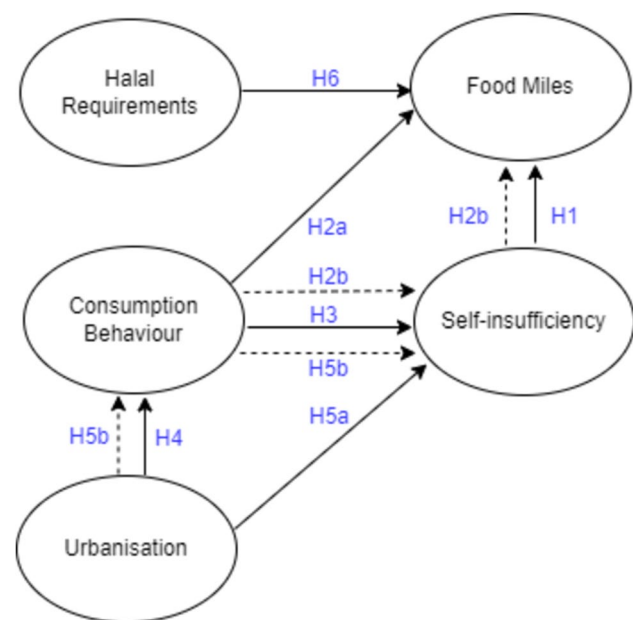 Halal
Requirements
H6
Food Miles
H2a
H2b
H1
H2b
Consumption
Behaviour
H3
Self-insufficiency
H5b
H5a
H5b
H4
Urbanisation